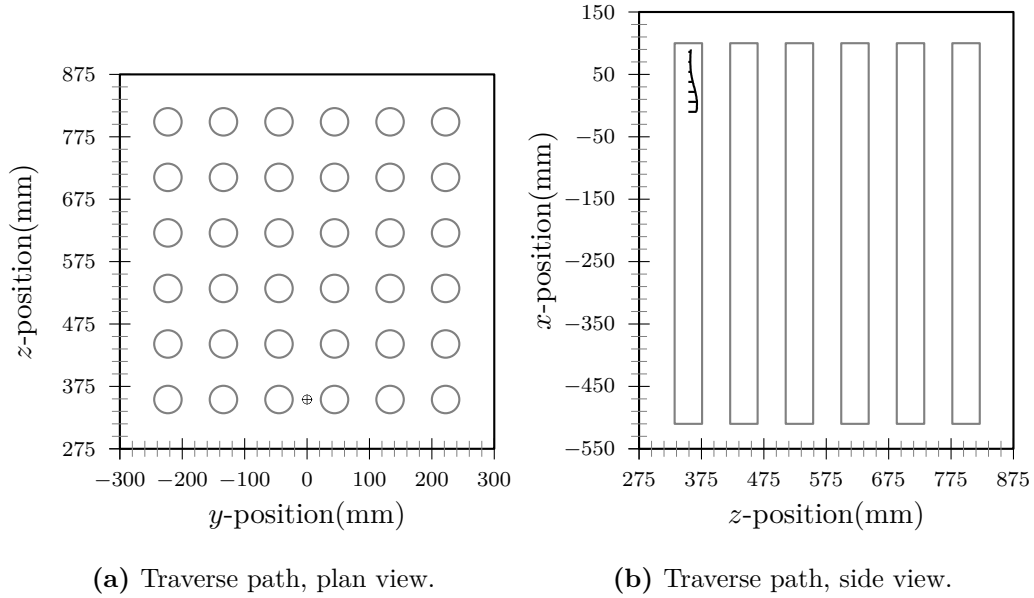 875
775
675
575
475
375
275
z-position(mm)
−300 −200 −100 0 100 200 300
y-position(mm)
(a) Traverse path, plan view.
150
50
−50
−150
−250
−350
−450
−550
x-position(mm)
275 375 475 575 675 775 875
z-position(mm)
(b) Traverse path, side view.